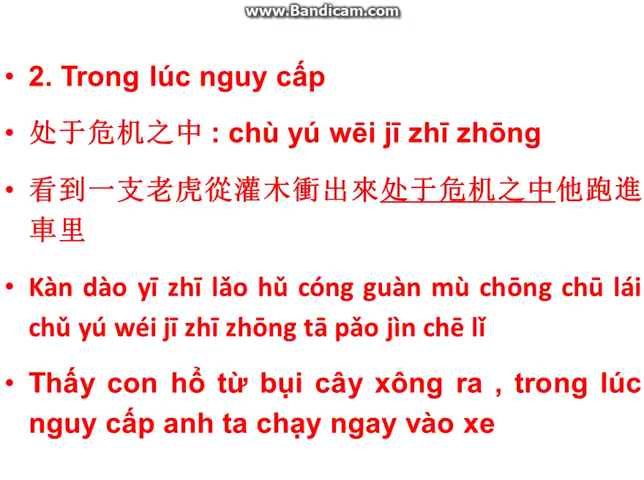 www.Bandicam.com
• 2. Trong lúc nguy cấp
• 处于危机之中 : chù yú wēi jī zhī zhōng
• 看到一支老虎從灌木衝出來处于危机之中他跑進
車里
• Kàn dào yī zhī lǎo hǔ cóng guàn mù chōng chū lái
chǔ yú wéi jī zhī zhōng tā pǎo jìn chē lǐ
• Thấy con hổ từ bụi cây xông ra , trong lúc
nguy cấp anh ta chạy ngay vào xe